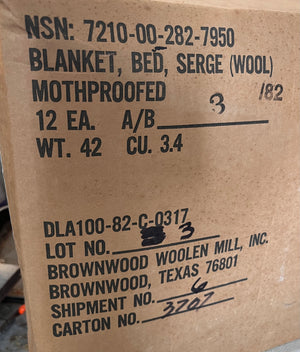 NSN: 7210-00-282-7950
BLANKET, BED, SERGE (WOOL)
MOTHPROOFED
12 EA. A/B 3 /82
WT. 42 CU. 3.4
DLA100-82-C-0317
LOT NO. 3
BROWNWOOD WOOLEN MILL, INC.
BROWNWOOD, TEXAS 76801
SHIPMENT NO. 6
CARTON NO. 3707